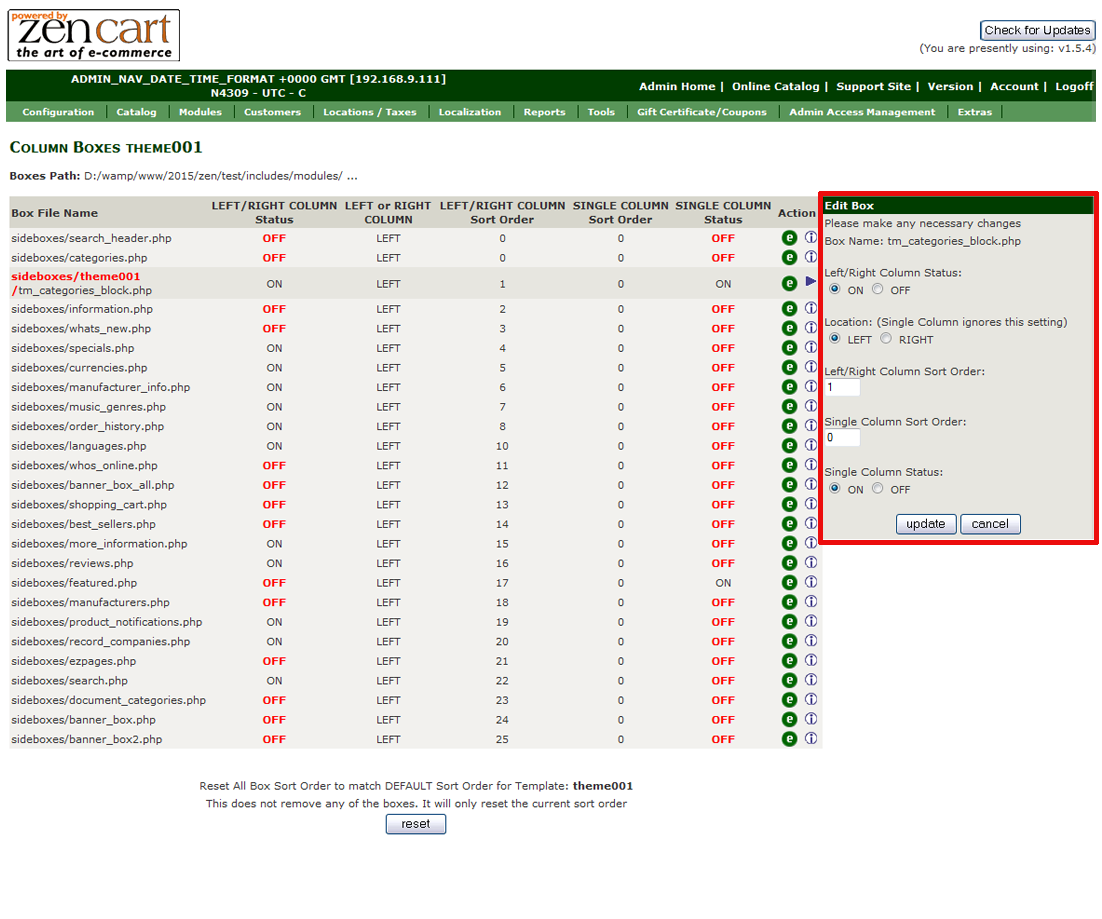 powered by
zen cart
the art of e-commerce
Check for Updates
(You are presently using: v1.5.4)
ADMIN_NAV_DATE_TIME_FORMAT +0000 GMT [192.168.9.111]
N4309 - UTC - C
Admin Home | Online Catalog | Support Site | Version | Account | Logoff
Configuration Catalog Modules Customers Locations / Taxes Localization Reports Tools Gift Certificate/Coupons Admin Access Management Extras
COLUMN BOXES THEME001
Boxes Path: D:/wamp/www/2015/zen/test/includes/modules/ ...
Box File Name LEFT/RIGHT COLUMN Status LEFT or RIGHT COLUMN LEFT/RIGHT COLUMN Sort Order SINGLE COLUMN Sort Order SINGLE COLUMN Status Action
sideboxes/search_header.php OFF LEFT 0 0 OFF e i
sideboxes/categories.php OFF LEFT 0 0 OFF e i
sideboxes/theme001
/tm_categories_block.php ON LEFT 1 0 ON e
sideboxes/information.php OFF LEFT 2 0 OFF e i
sideboxes/whats_new.php OFF LEFT 3 0 OFF e i
sideboxes/specials.php ON LEFT 4 0 OFF e i
sideboxes/currencies.php ON LEFT 5 0 OFF e i
sideboxes/manufacturer_info.php ON LEFT 6 0 OFF e i
sideboxes/music_genres.php ON LEFT 7 0 OFF e i
sideboxes/order_history.php ON LEFT 8 0 OFF e i
sideboxes/languages.php ON LEFT 10 0 OFF e i
sideboxes/whos_online.php OFF LEFT 11 0 OFF e i
sideboxes/banner_box_all.php OFF LEFT 12 0 OFF e i
sideboxes/shopping_cart.php OFF LEFT 13 0 OFF e i
sideboxes/best_sellers.php OFF LEFT 14 0 OFF e i
sideboxes/more_information.php ON LEFT 15 0 OFF e i
sideboxes/reviews.php ON LEFT 16 0 OFF e i
sideboxes/featured.php OFF LEFT 17 0 ON e i
sideboxes/manufacturers.php OFF LEFT 18 0 OFF e i
sideboxes/product_notifications.php ON LEFT 19 0 OFF e i
sideboxes/record_companies.php ON LEFT 20 0 OFF e i
sideboxes/ezpages.php OFF LEFT 21 0 OFF e i
sideboxes/search.php ON LEFT 22 0 OFF e i
sideboxes/document_categories.php OFF LEFT 23 0 OFF e i
sideboxes/banner_box.php OFF LEFT 24 0 OFF e i
sideboxes/banner_box2.php OFF LEFT 25 0 OFF e i
Edit Box
Please make any necessary changes
Box Name: tm_categories_block.php
Left/Right Column Status:
ON OFF
Location: (Single Column ignores this setting)
LEFT RIGHT
Left/Right Column Sort Order:
1
Single Column Sort Order:
0
Single Column Status:
ON OFF
update cancel
Reset All Box Sort Order to match DEFAULT Sort Order for Template: theme001
This does not remove any of the boxes. It will only reset the current sort order
reset